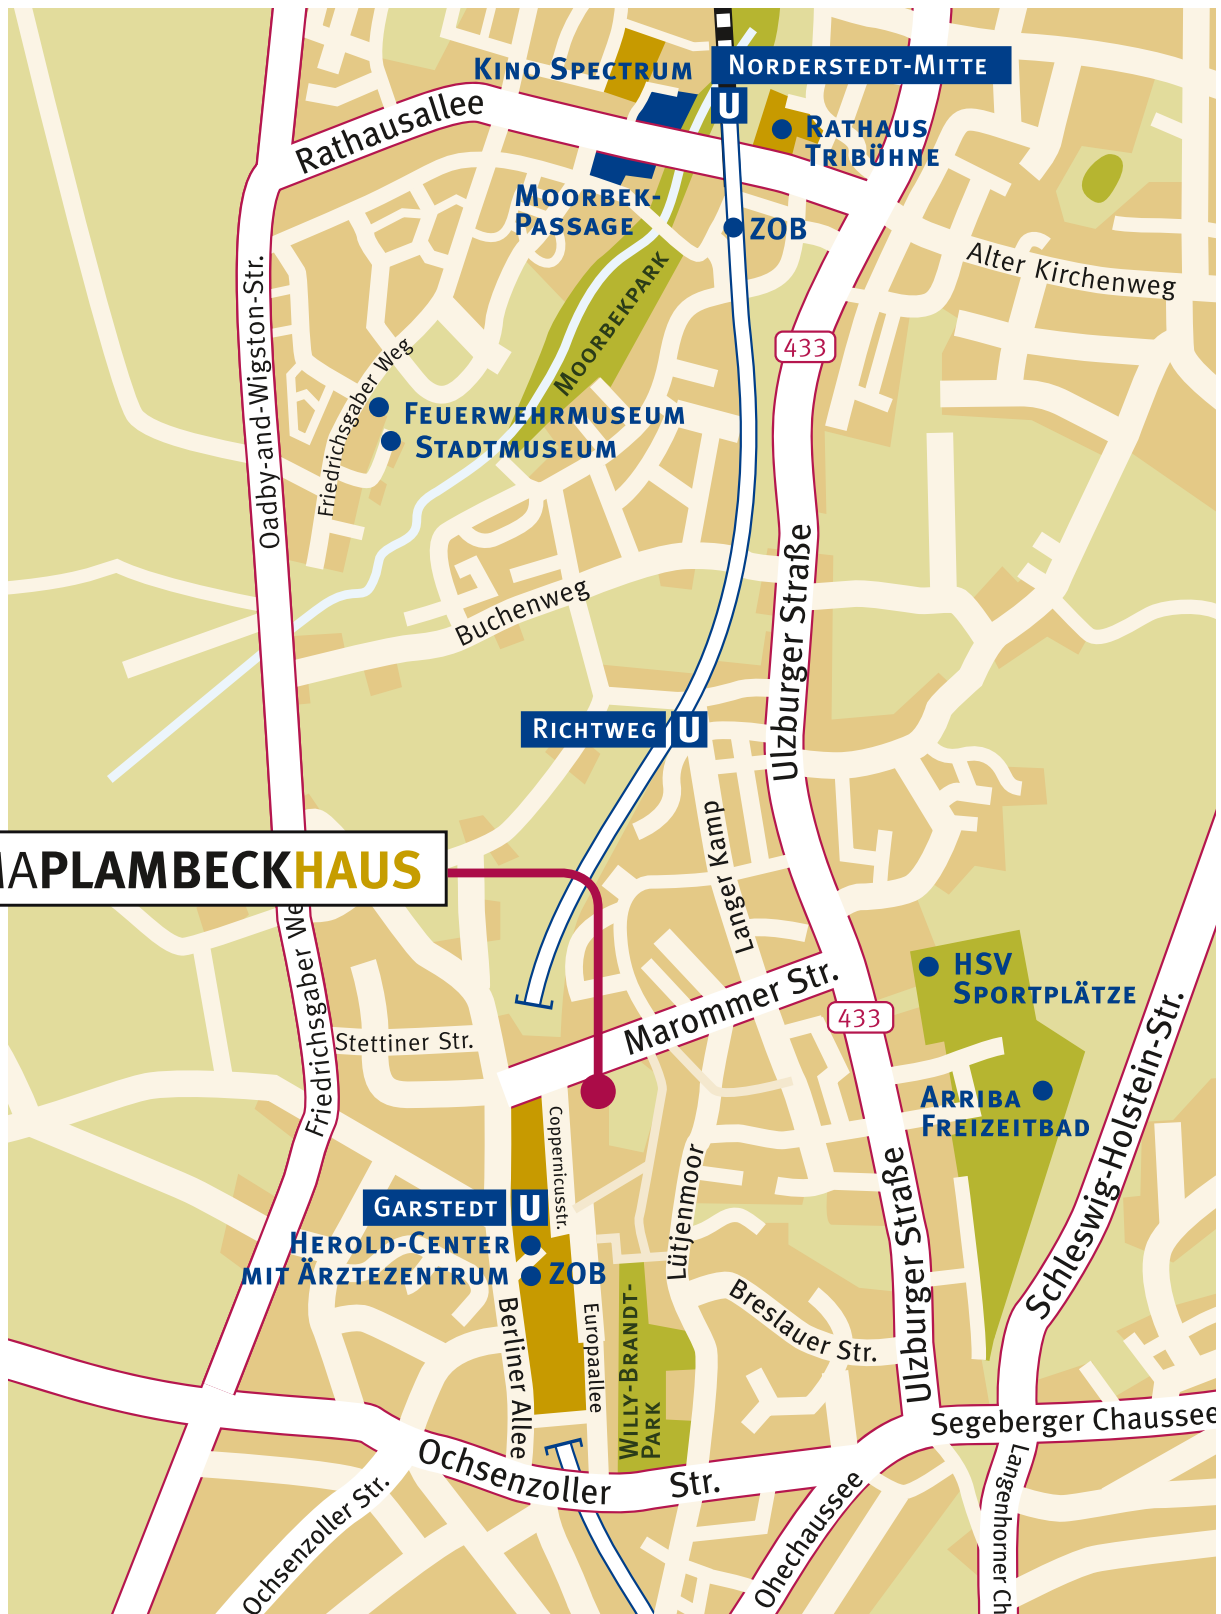 KINO SPECTRUM
NORDERSTEDT-MITTE
U
Rathausallee
RATHAUS
TRIBÜHNE
MOORBEK-
PASSAGE
ZOB
Alter Kirchenweg
MOORBEKPARK
Oadby-and-Wigston-Str.
433
Friedrichsgaber Weg
FEUERWEHRMUSEUM
STADTMUSEUM
Ulzburger Straße
Buchenweg
RICHTWEG
U
Langer Kamp
PLAMBECKHAUS
Friedrichsgaber We
HSV
SPORTPLÄTZE
Marommer Str.
433
Stettiner Str.
Schleswig-Holstein-Str.
ARRIBA
FREIZEITBAD
Coppernicusstr.
Lütjenmoor
Ulzburger Straße
GARSTEDT
U
HEROLD-CENTER
MIT ÄRZTEZENTRUM
ZOB
Berliner Allee
Europaallee
WILLY-BRANDT-
PARK
Breslauer Str.
Segeberger Chaussee
Ochsenzoller Str.
Ochsenzoller Str.
Ohechaussee
Langenhorner Ch